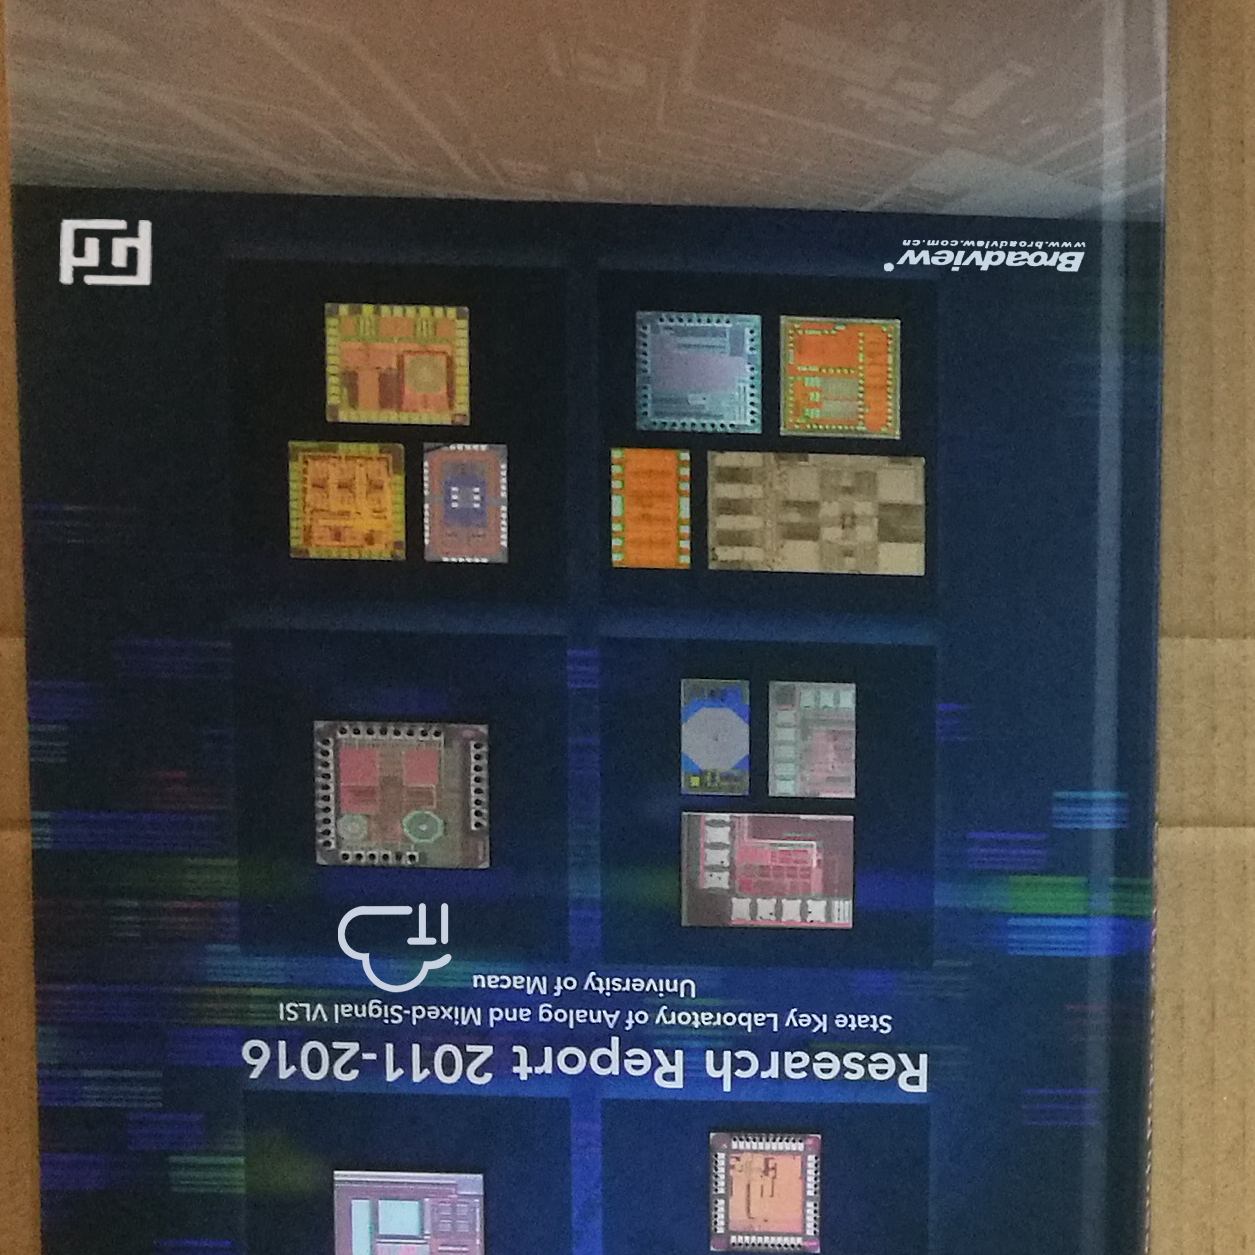 Research Report 2011-2016
State Key Laboratory of Analog and Mixed-Signal VLSI
University of Macau
IT
Broadview®
www.broadview.com.cn